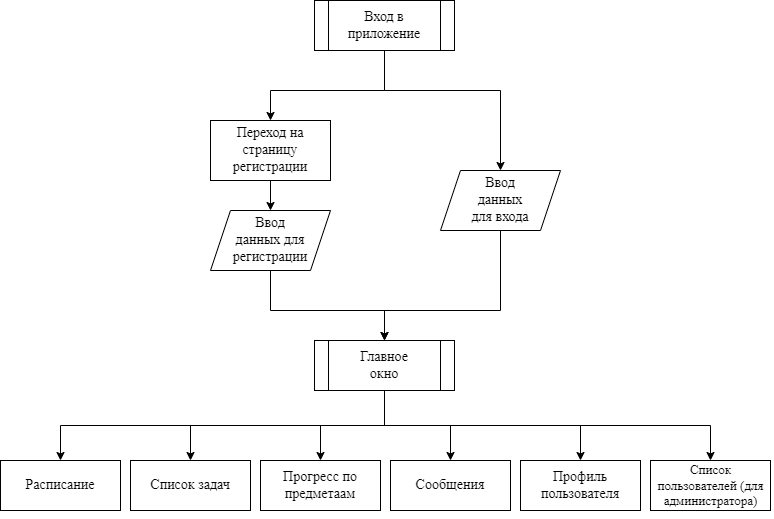 Вход в
приложение
Переход на
страницу
регистрации
Ввод
данных
для входа
Ввод
данных для
регистрации
Главное
окно
Расписание
Список задач
Прогресс по
предметаам
Сообщения
Профиль
пользователя
Список
пользователей (для
администратора)